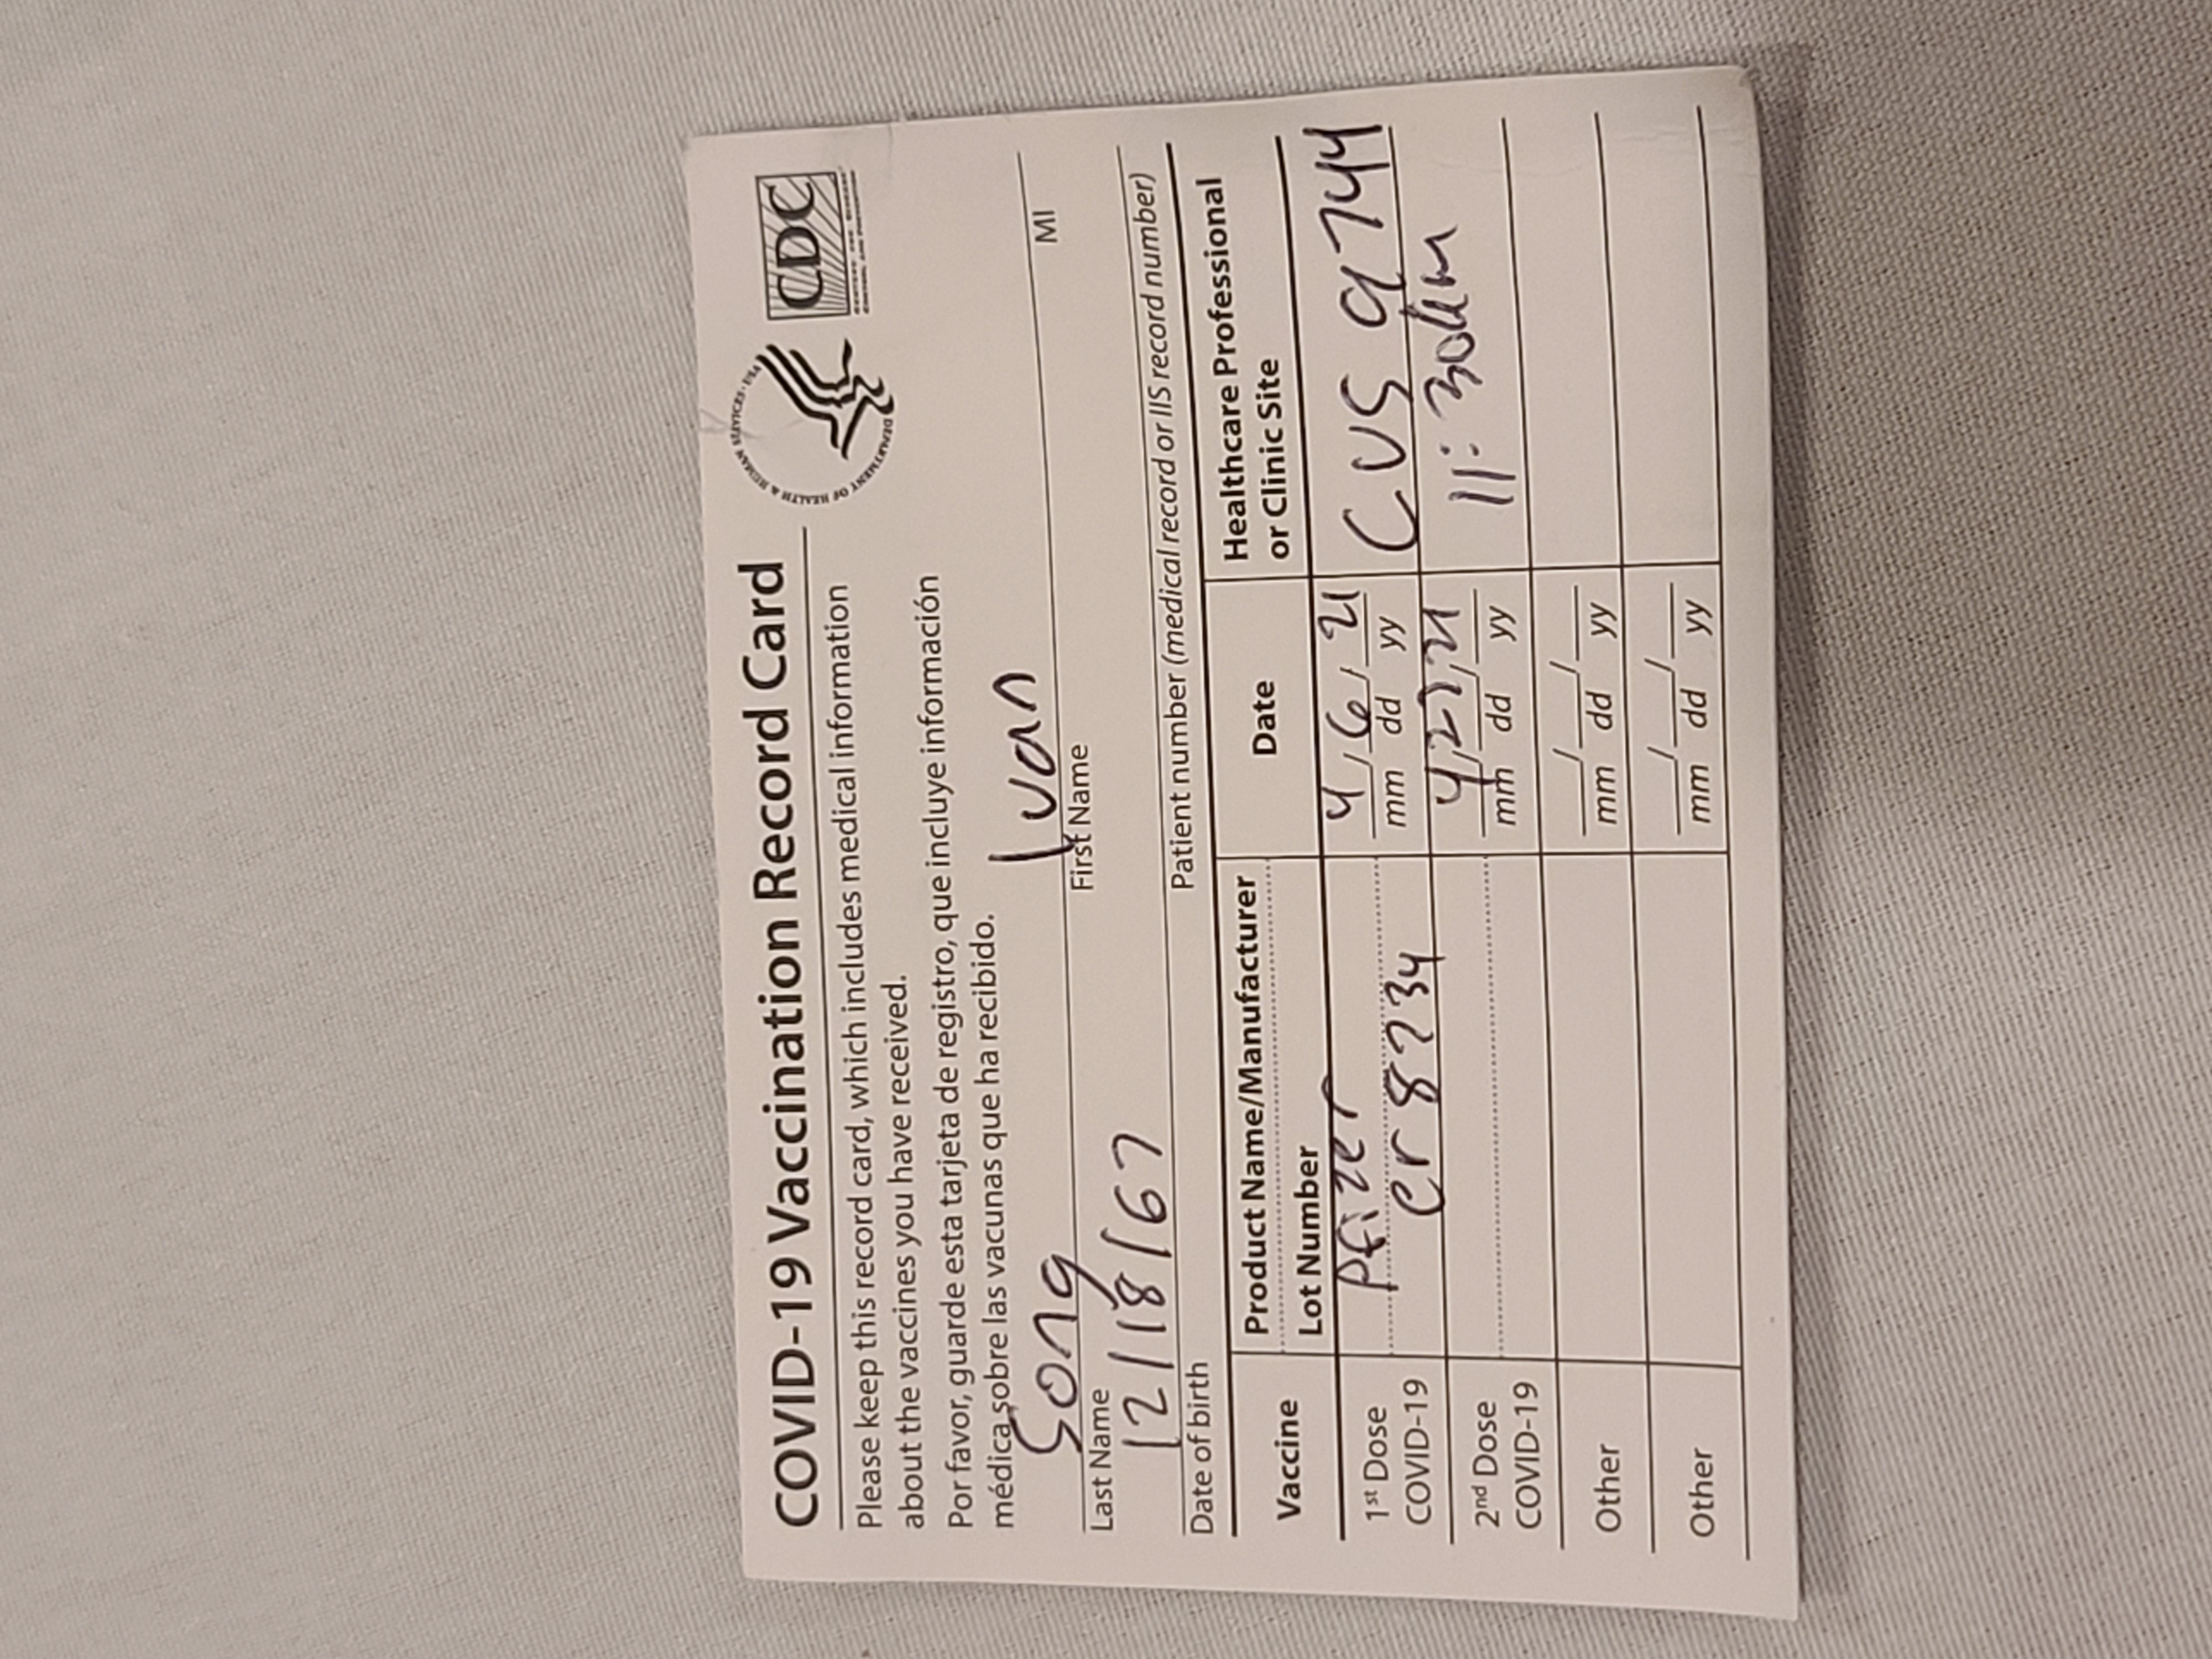 COVID-19 Vaccination Record Card
Please keep this record card, which includes medical information
about the vaccines you have received.
Por favor, guarde esta tarjeta de registro, que incluye información
médica sobre las vacunas que ha recibido.
DEPARTMENT OF HEALTH & HUMAN SERVICES · USA
CDC
CENTERS FOR DISEASE
CONTROL AND PREVENTION
Song Ivan
Last Name First Name MI
12/18/67
Date of birth Patient number (medical record or IIS record number)
Vaccine
Product Name/Manufacturer
Lot Number
Date
Healthcare Professional
or Clinic Site
1st Dose
COVID-19
Pfizer
er 8734
4/6/21
mm dd yy
CVS 9744
2nd Dose
COVID-19
4/27/21
mm dd yy
11:30am
Other
mm dd yy
Other
mm dd yy